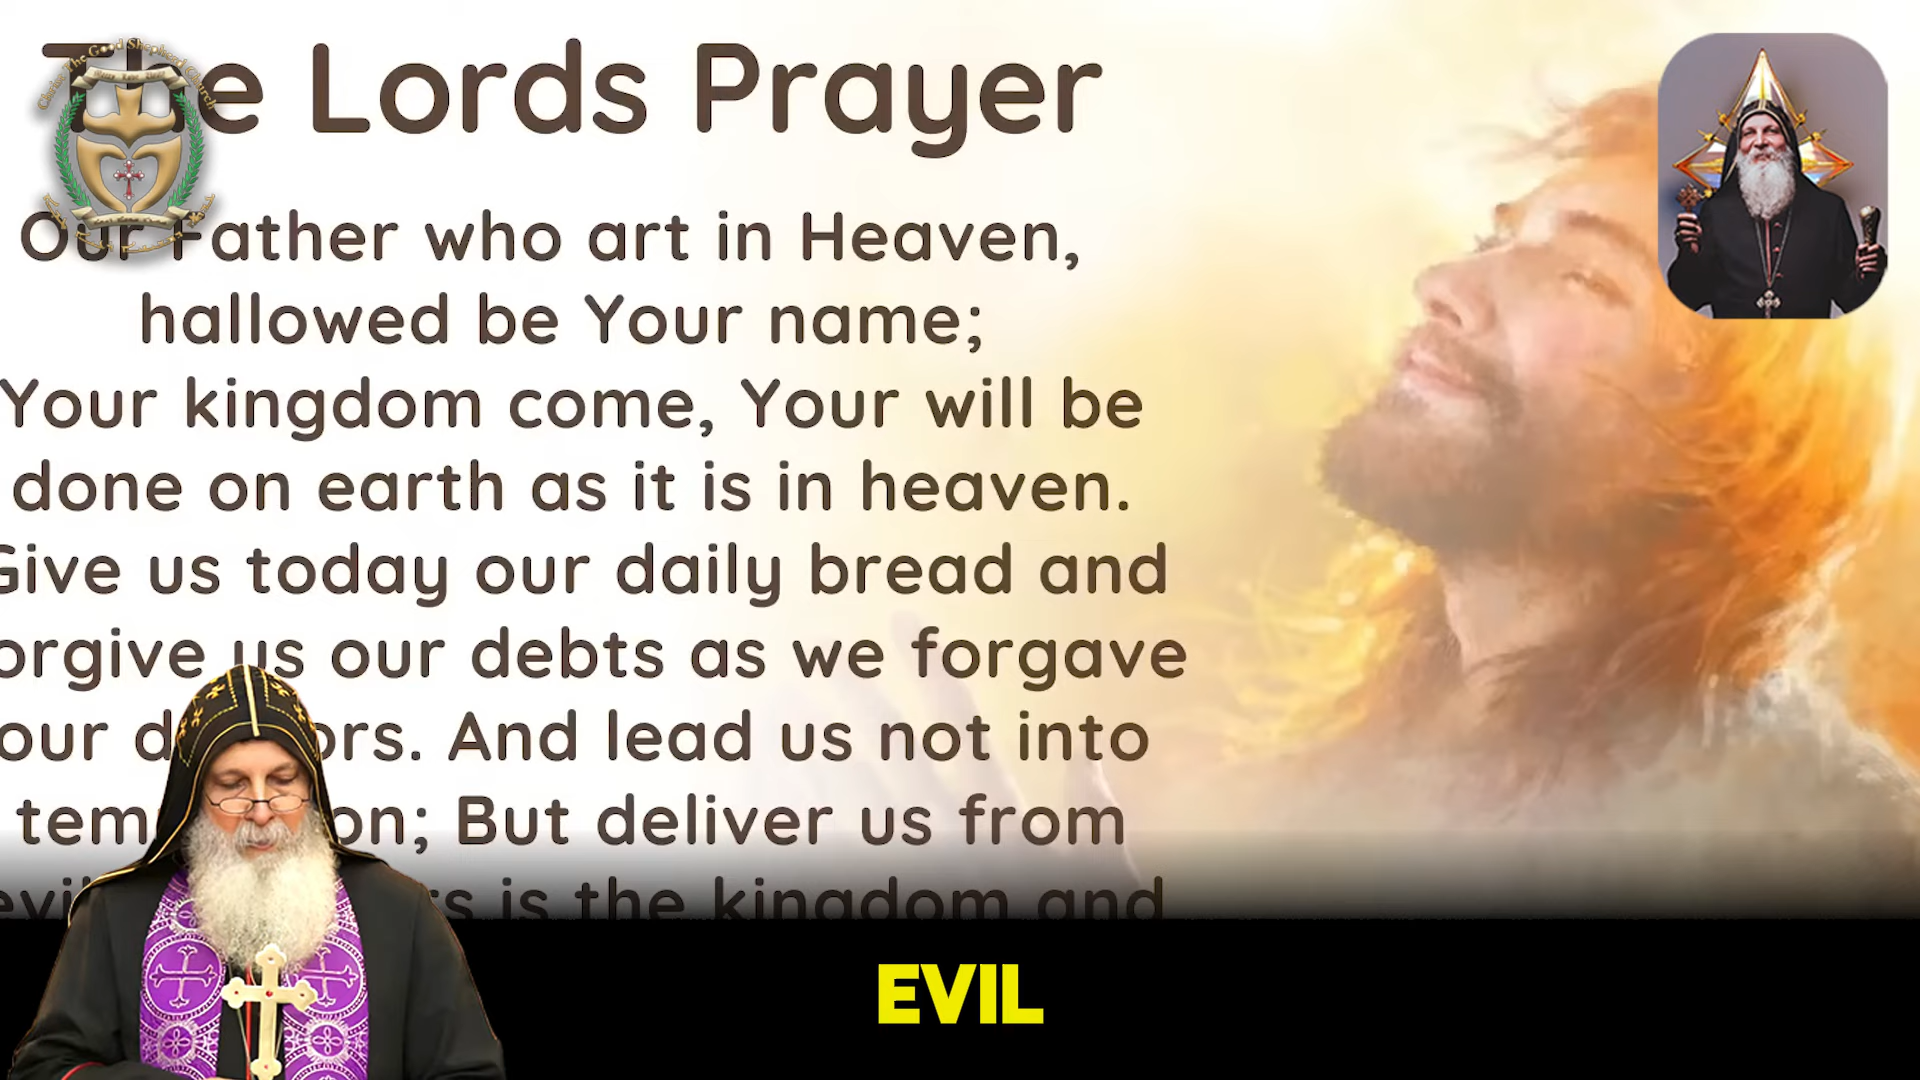 The Lords Prayer
Our Father who art in Heaven,
hallowed be Your name;
Your kingdom come, Your will be
done on earth as it is in heaven.
Give us today our daily bread and
orgive us our debts as we forgave
our ors. And lead us not into
tem on; But deliver us from
evil rs is the kingdom and
EVIL